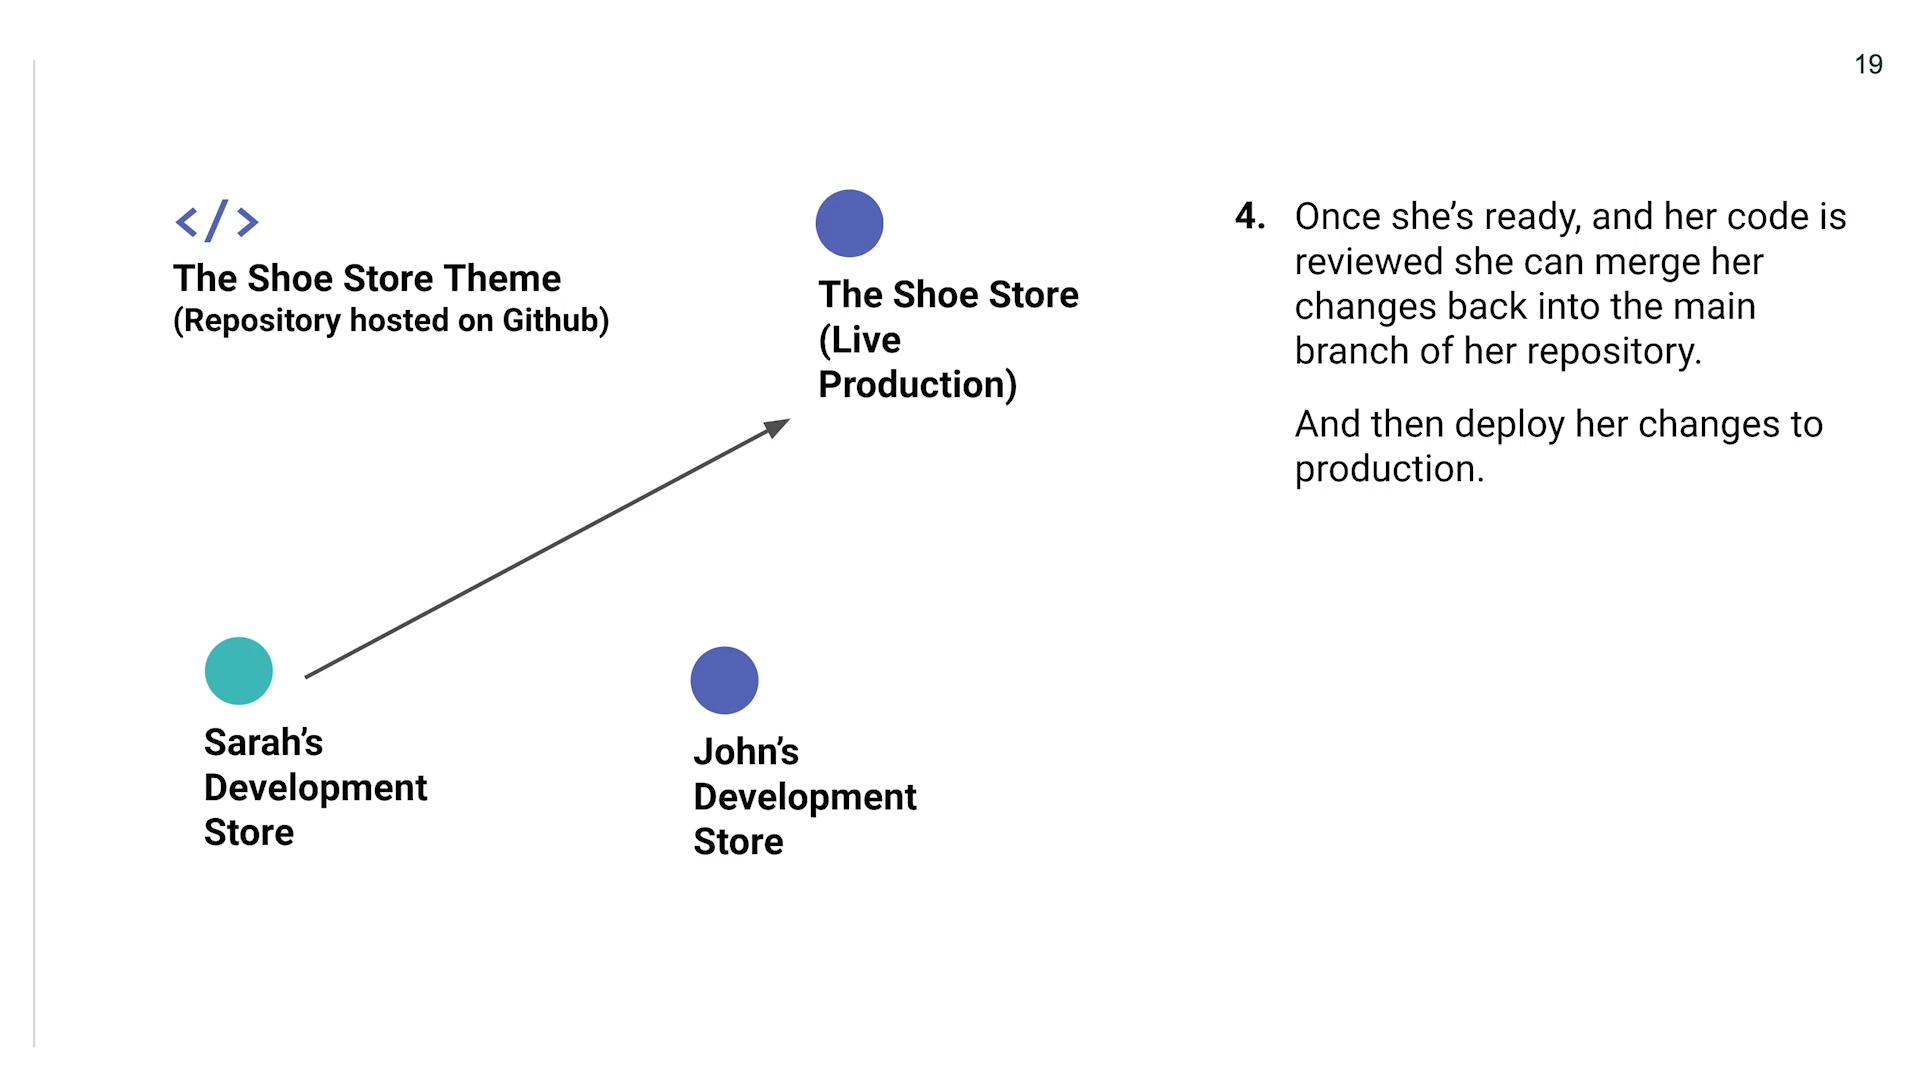 19
</>
The Shoe Store Theme
(Repository hosted on Github)
The Shoe Store
(Live
Production)
Sarah’s
Development
Store
John’s
Development
Store
4. Once she’s ready, and her code is
reviewed she can merge her
changes back into the main
branch of her repository.
And then deploy her changes to
production.